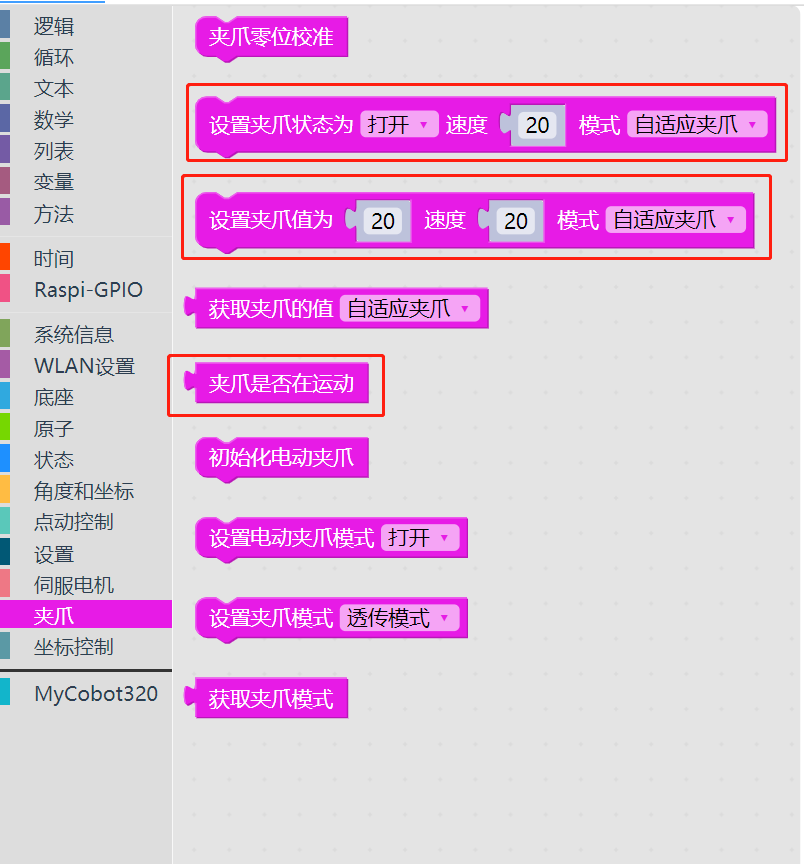 逻辑
循环
文本
数学
列表
变量
方法
时间
Raspi-GPIO
系统信息
WLAN设置
底座
原子
状态
角度和坐标
点动控制
设置
伺服电机
夹爪
坐标控制
MyCobot320
夹爪零位校准
设置夹爪状态为 打开 速度 20 模式 自适应夹爪
设置夹爪值为 20 速度 20 模式 自适应夹爪
获取夹爪的值 自适应夹爪
夹爪是否在运动
初始化电动夹爪
设置电动夹爪模式 打开
设置夹爪模式 透传模式
获取夹爪模式